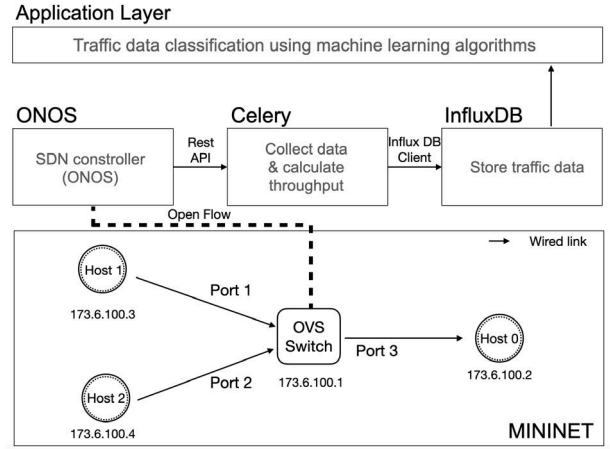 Application Layer
Traffic data classification using machine learning algorithms
ONOS
Celery
InfluxDB
SDN constroller
(ONOS)
Rest
API
Collect data
& calculate
throughput
Influx DB
Client
Store traffic data
Open Flow
Wired link
Host 1
173.6.100.3
Port 1
OVS
Switch
173.6.100.1
Port 3
Host 0
173.6.100.2
Port 2
Host 2
173.6.100.4
MININET